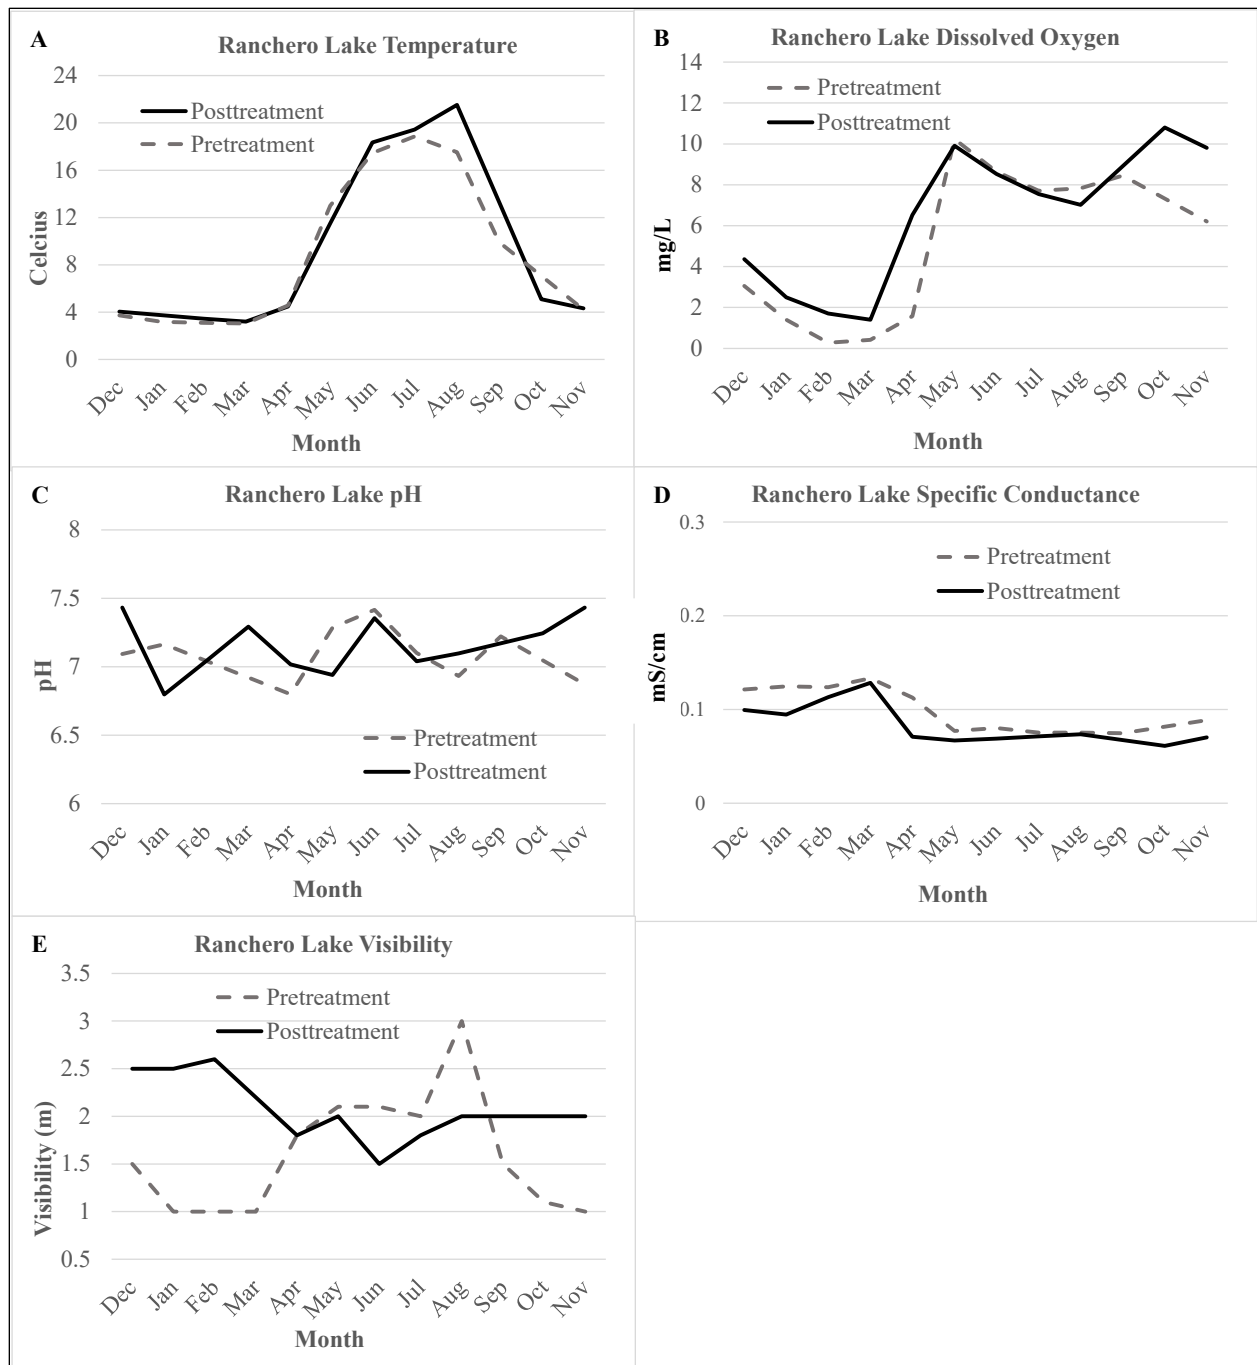 A
Ranchero Lake Temperature
24
20
16
12
8
4
0
Celcius
Posttreatment
Pretreatment
Dec Jan Feb Mar Apr May Jun Jul Aug Sep Oct Nov
Month
B
Ranchero Lake Dissolved Oxygen
14
12
10
8
6
4
2
0
mg/L
Pretreatment
Posttreatment
Dec Jan Feb Mar Apr May Jun Jul Aug Sep Oct Nov
Month
C
Ranchero Lake pH
8
7.5
7
6.5
6
pH
Pretreatment
Posttreatment
Dec Jan Feb Mar Apr May Jun Jul Aug Sep Oct Nov
Month
D
Ranchero Lake Specific Conductance
0.3
0.2
0.1
0
mS/cm
Pretreatment
Posttreatment
Dec Jan Feb Mar Apr May Jun Jul Aug Sep Oct Nov
Month
E
Ranchero Lake Visibility
3.5
3
2.5
2
1.5
1
0.5
Visibility (m)
Pretreatment
Posttreatment
Dec Jan Feb Mar Apr May Jun Jul Aug Sep Oct Nov
Month